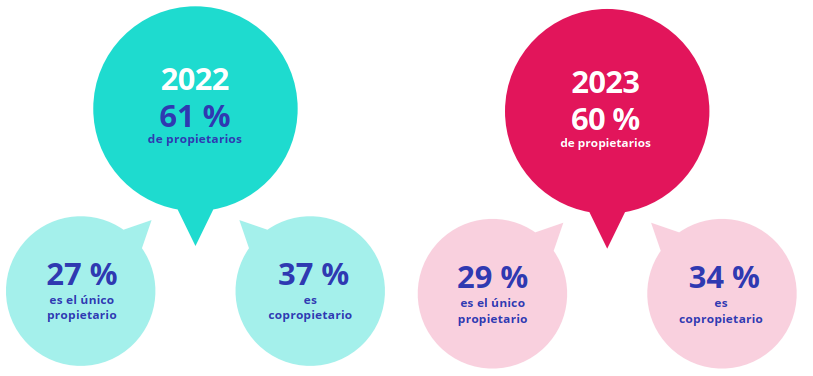 2022
61 %
de propietarios
27 %
es el único
propietario
37 %
es
copropietario
2023
60 %
de propietarios
29 %
es el único
propietario
34 %
es
copropietario